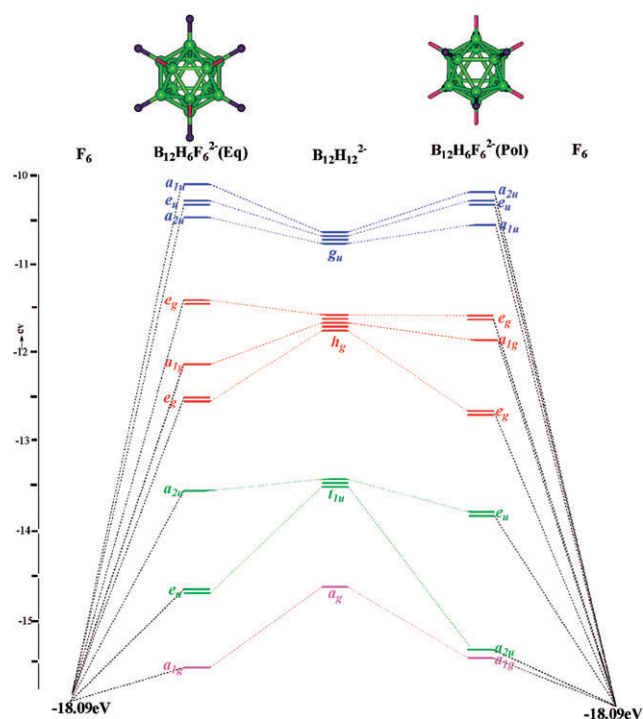 F6 B12H6F6^2-(Eq) B12H12^2- B12H6F6^2-(Pol) F6
-10
a1u a2u
eu eu
a2u a1u
gu
-11
eg eg
-12 ev
hg
a1g a1g
eg eg
-13
a2u t1u eu
-14
eu ag
-15
a2u
a1g a1g
-18.09eV -18.09eV